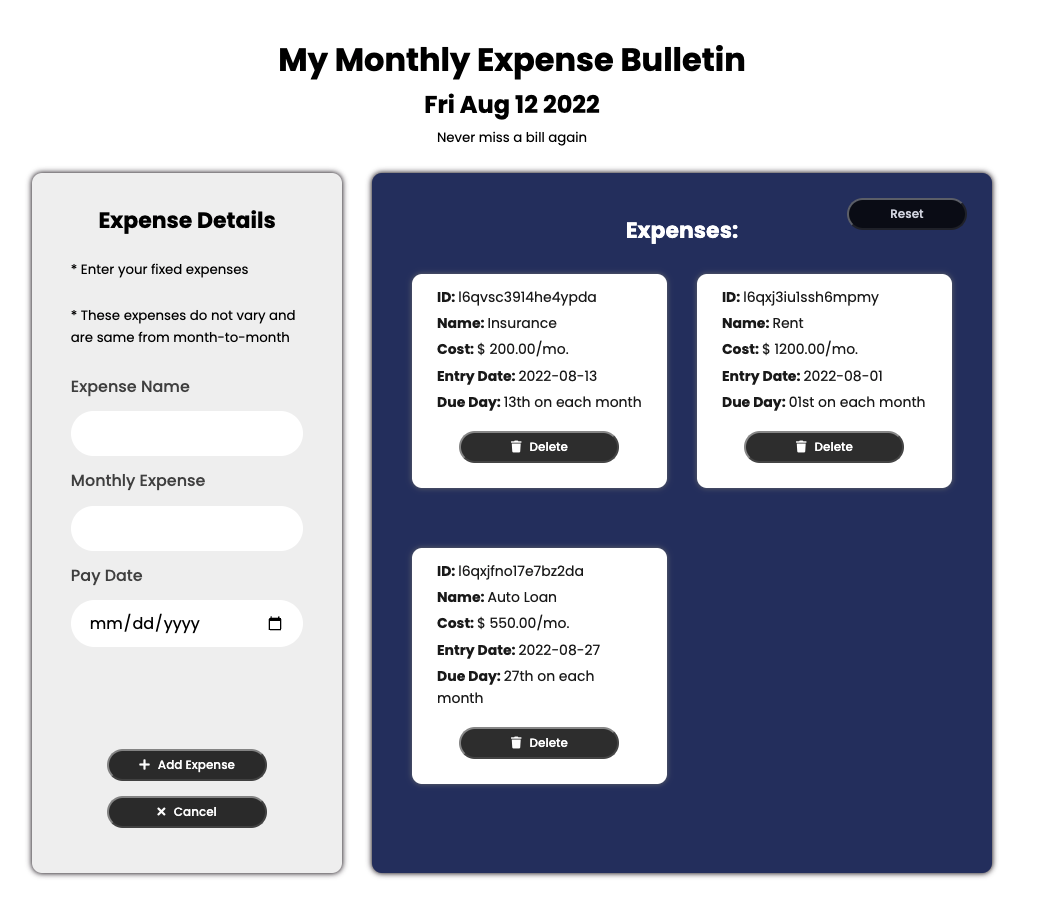 My Monthly Expense Bulletin
Fri Aug 12 2022
Never miss a bill again
Expense Details
* Enter your fixed expenses
* These expenses do not vary and
are same from month-to-month
Expense Name
Monthly Expense
Pay Date
mm/dd/yyyy
Add Expense
Cancel
Reset
Expenses:
ID: l6qvsc3914he4ypda
Name: Insurance
Cost: $ 200.00/mo.
Entry Date: 2022-08-13
Due Day: 13th on each month
Delete
ID: l6qxj3iu1ssh6mpmy
Name: Rent
Cost: $ 1200.00/mo.
Entry Date: 2022-08-01
Due Day: 01st on each month
Delete
ID: l6qxjfno17e7bz2da
Name: Auto Loan
Cost: $ 550.00/mo.
Entry Date: 2022-08-27
Due Day: 27th on each
month
Delete